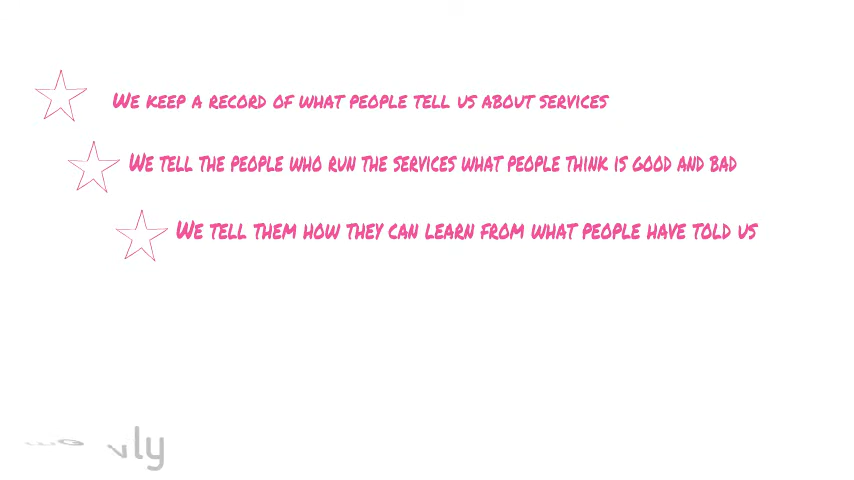 We keep a record of what people tell us about services
We tell the people who run the services what people think is good and bad
We tell them how they can learn from what people have told us